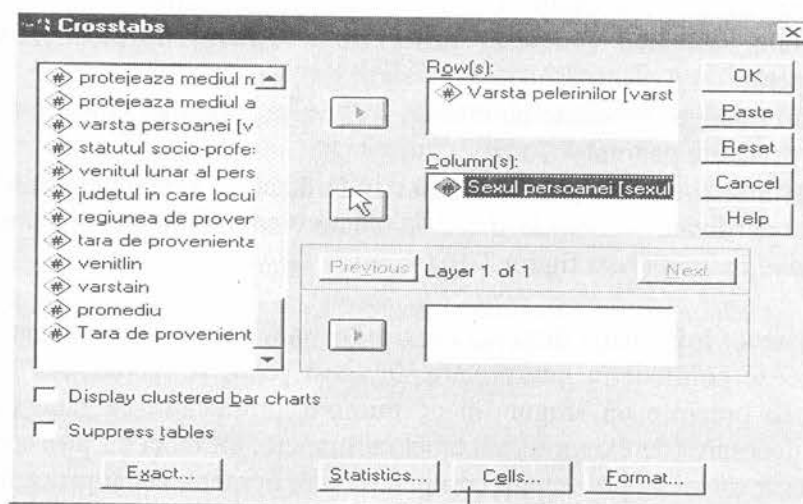 Crosstabs
protejeaza mediul m
protejeaza mediul a
varsta persoanei [v
statutul socio-profe:
venitul lunar al pers
judetul in care locui
regiunea de prover
tara de provenienta
venitlin
varstain
promediu
Tara de provenient
Row(s):
Varsta pelerinilor [varst
Column(s):
Sexul persoanei [sexul
Previous Layer 1 of 1 Next
OK
Paste
Reset
Cancel
Help
Display clustered bar charts
Suppress tables
Exact... Statistics... Cells... Format...